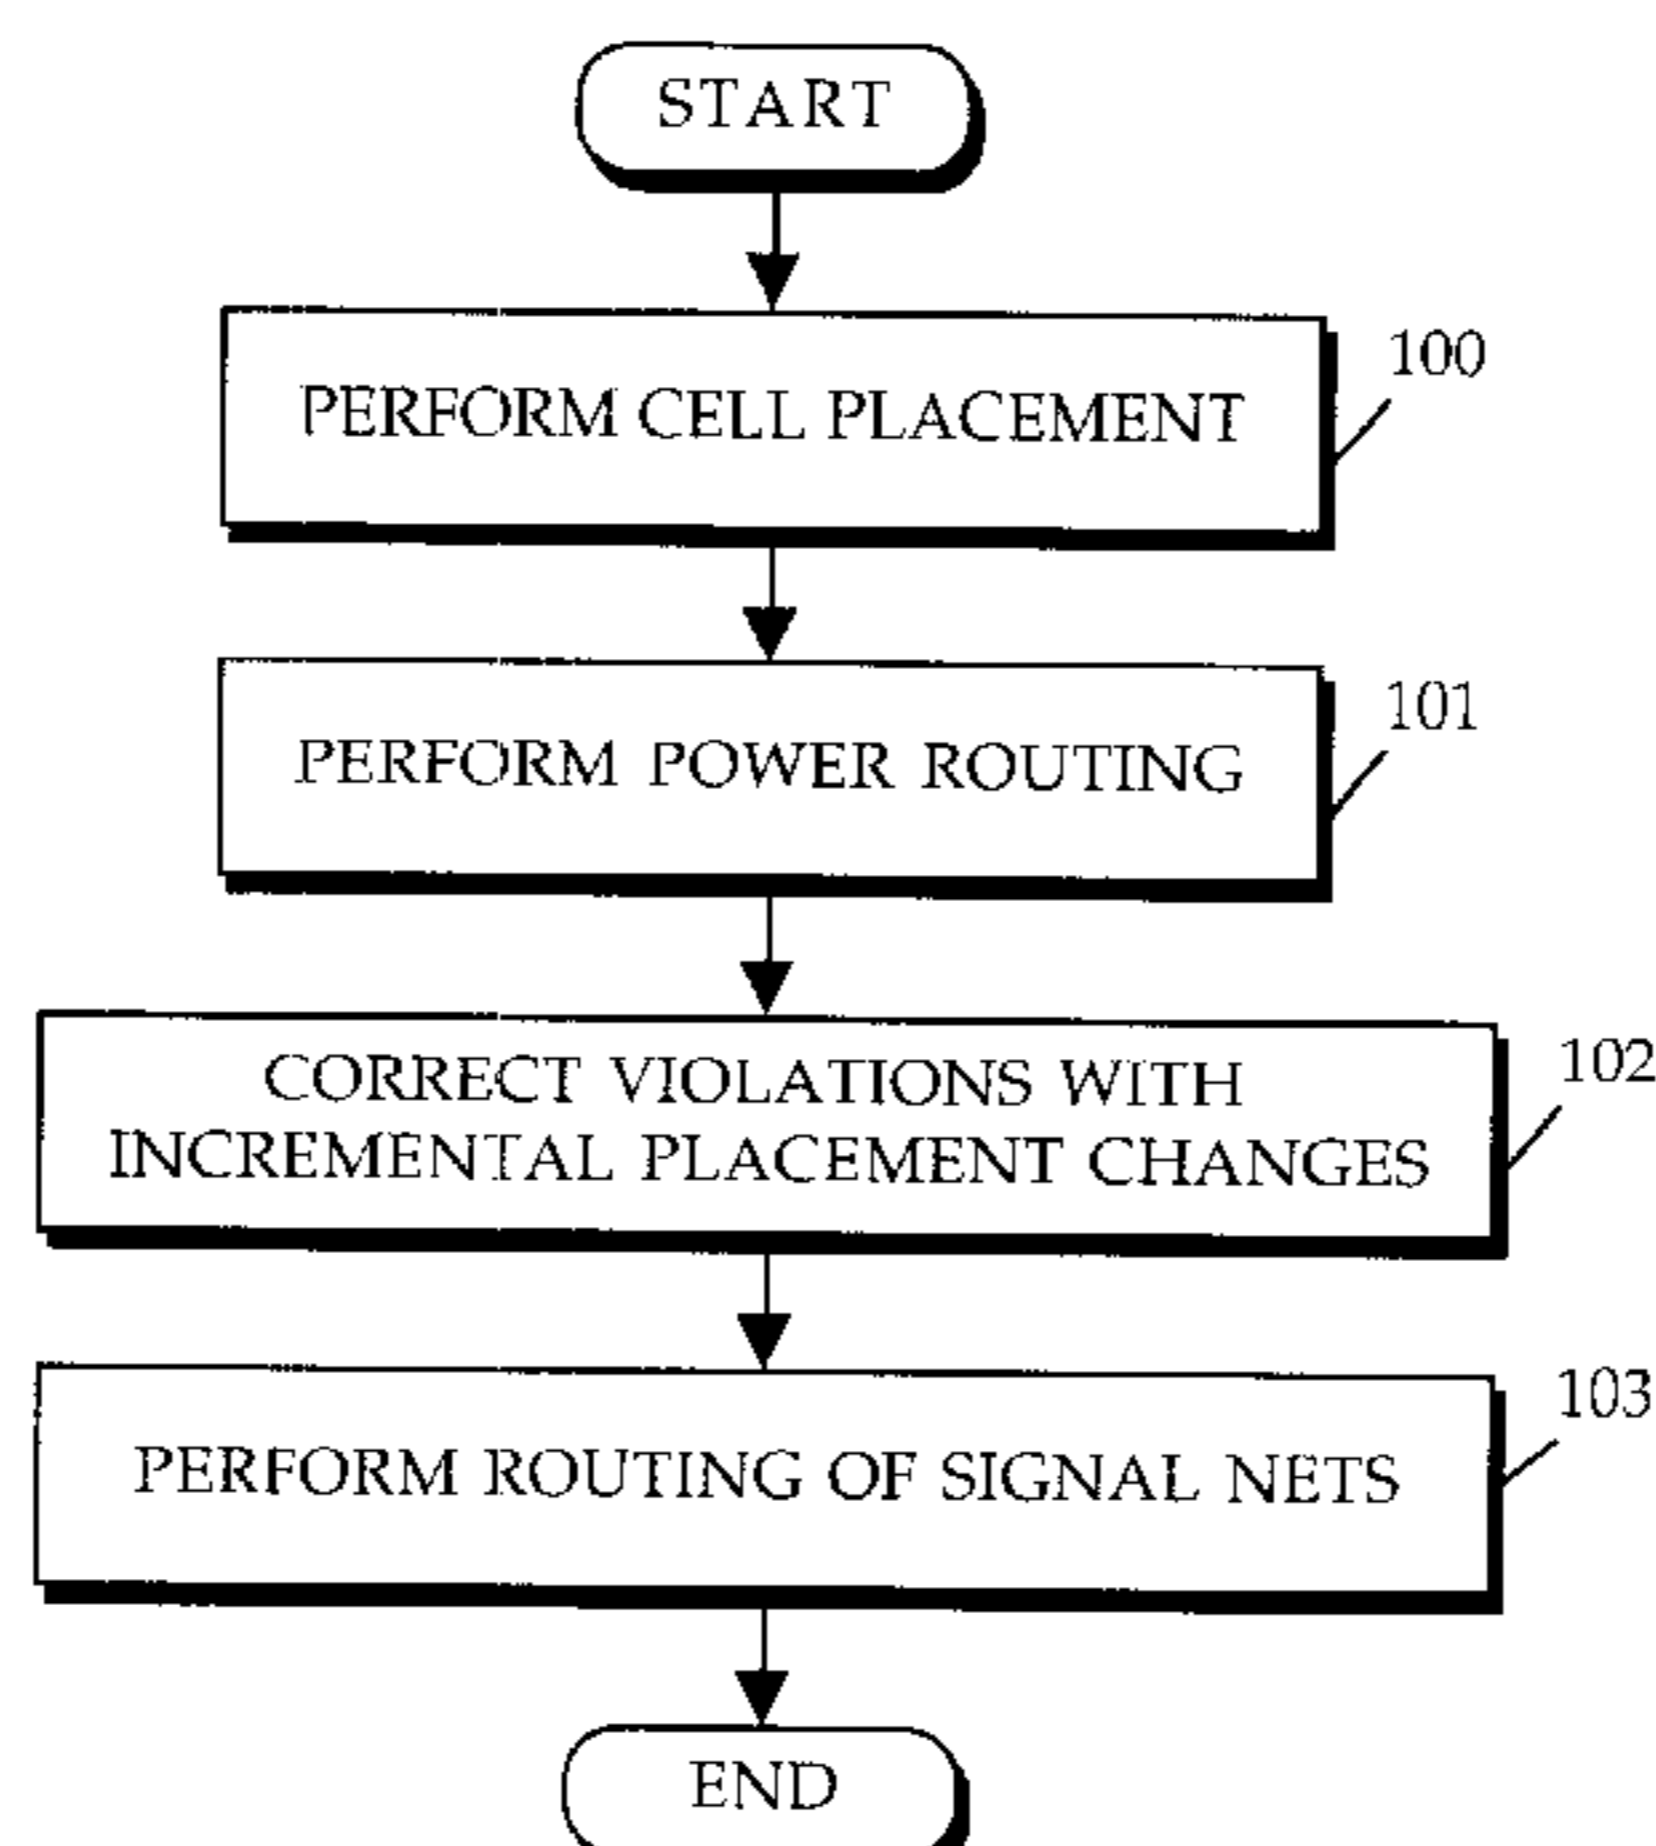 START
PERFORM CELL PLACEMENT
100
PERFORM POWER ROUTING
101
CORRECT VIOLATIONS WITH
INCREMENTAL PLACEMENT CHANGES
102
PERFORM ROUTING OF SIGNAL NETS
103
END